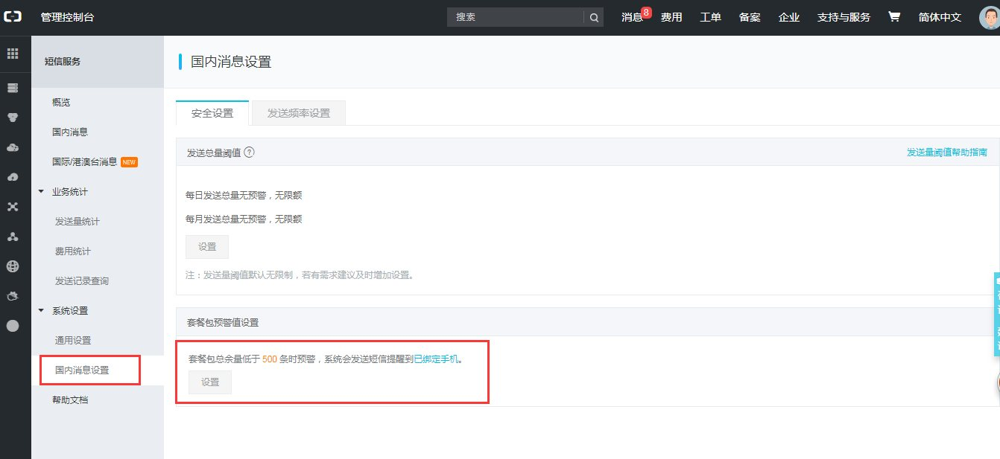 管理控制台
搜索
消息 8
费用
工单
备案
企业
支持与服务
简体中文
短信服务
概览
国内消息
国际/港澳台消息 NEW
业务统计
发送量统计
费用统计
发送记录查询
系统设置
通用设置
国内消息设置
帮助文档
国内消息设置
安全设置
发送频率设置
发送总量阈值 ?
发送量阈值帮助指南
每日发送总量无预警，无限额
每月发送总量无预警，无限额
设置
注：发送量阈值默认无限制，若有需求建议及时增加设置。
套餐包预警值设置
套餐包总余量低于 500 条时预警，系统会发送短信提醒到已绑定手机。
设置